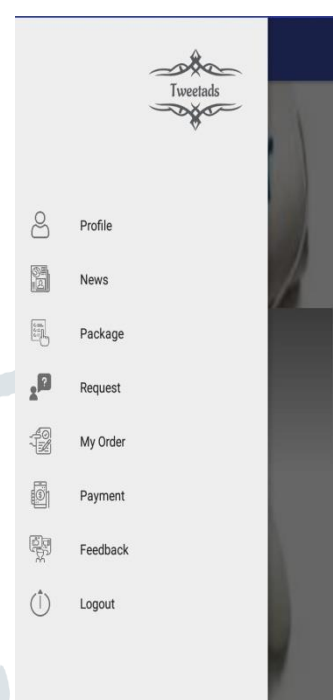 Tweetads
Profile
News
Package
Request
My Order
Payment
Feedback
Logout